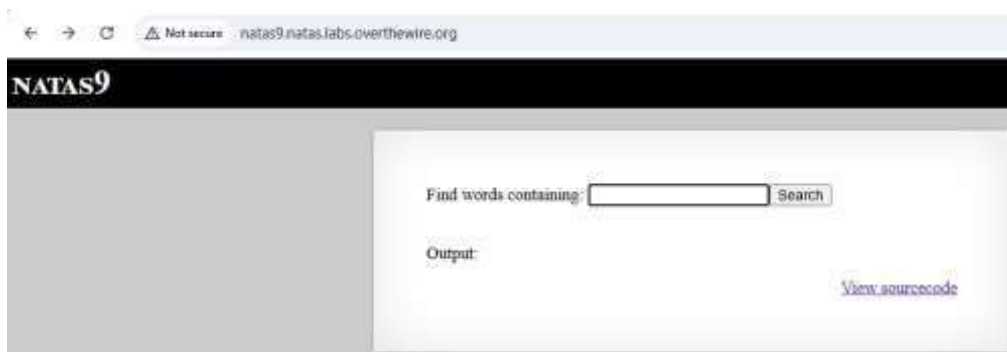 Not secure natas9.natas.labs.overthewire.org
NATAS9
Find words containing: Search
Output:
View sourcecode